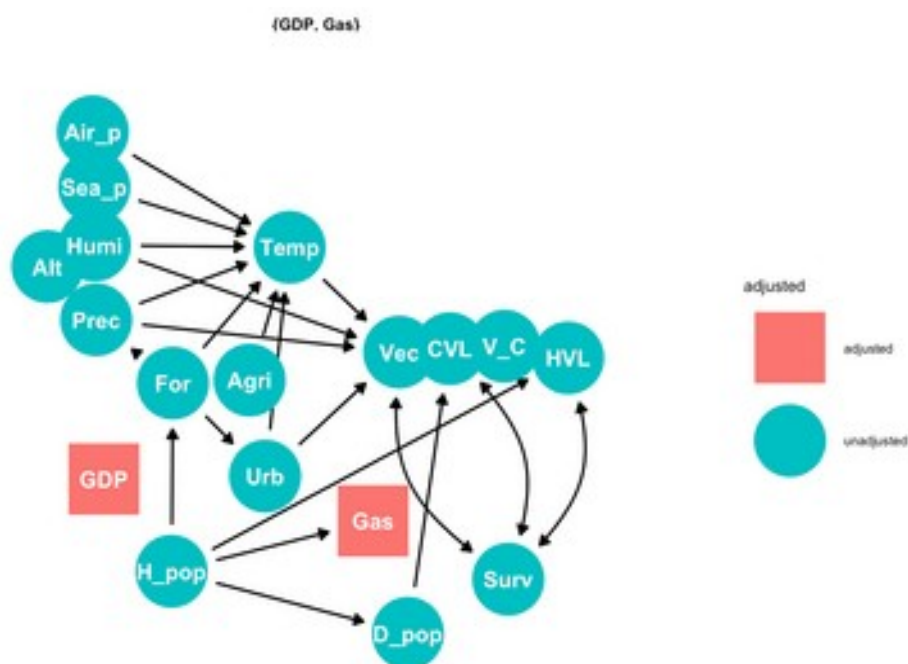 {GDP, Gas}
Air_p
Sea_p
Humi
Alt
Temp
Prec
Vec
CVL
V_C
HVL
For
Agri
Urb
GDP
Gas
H_pop
Surv
D_pop
adjusted
adjusted
unadjusted